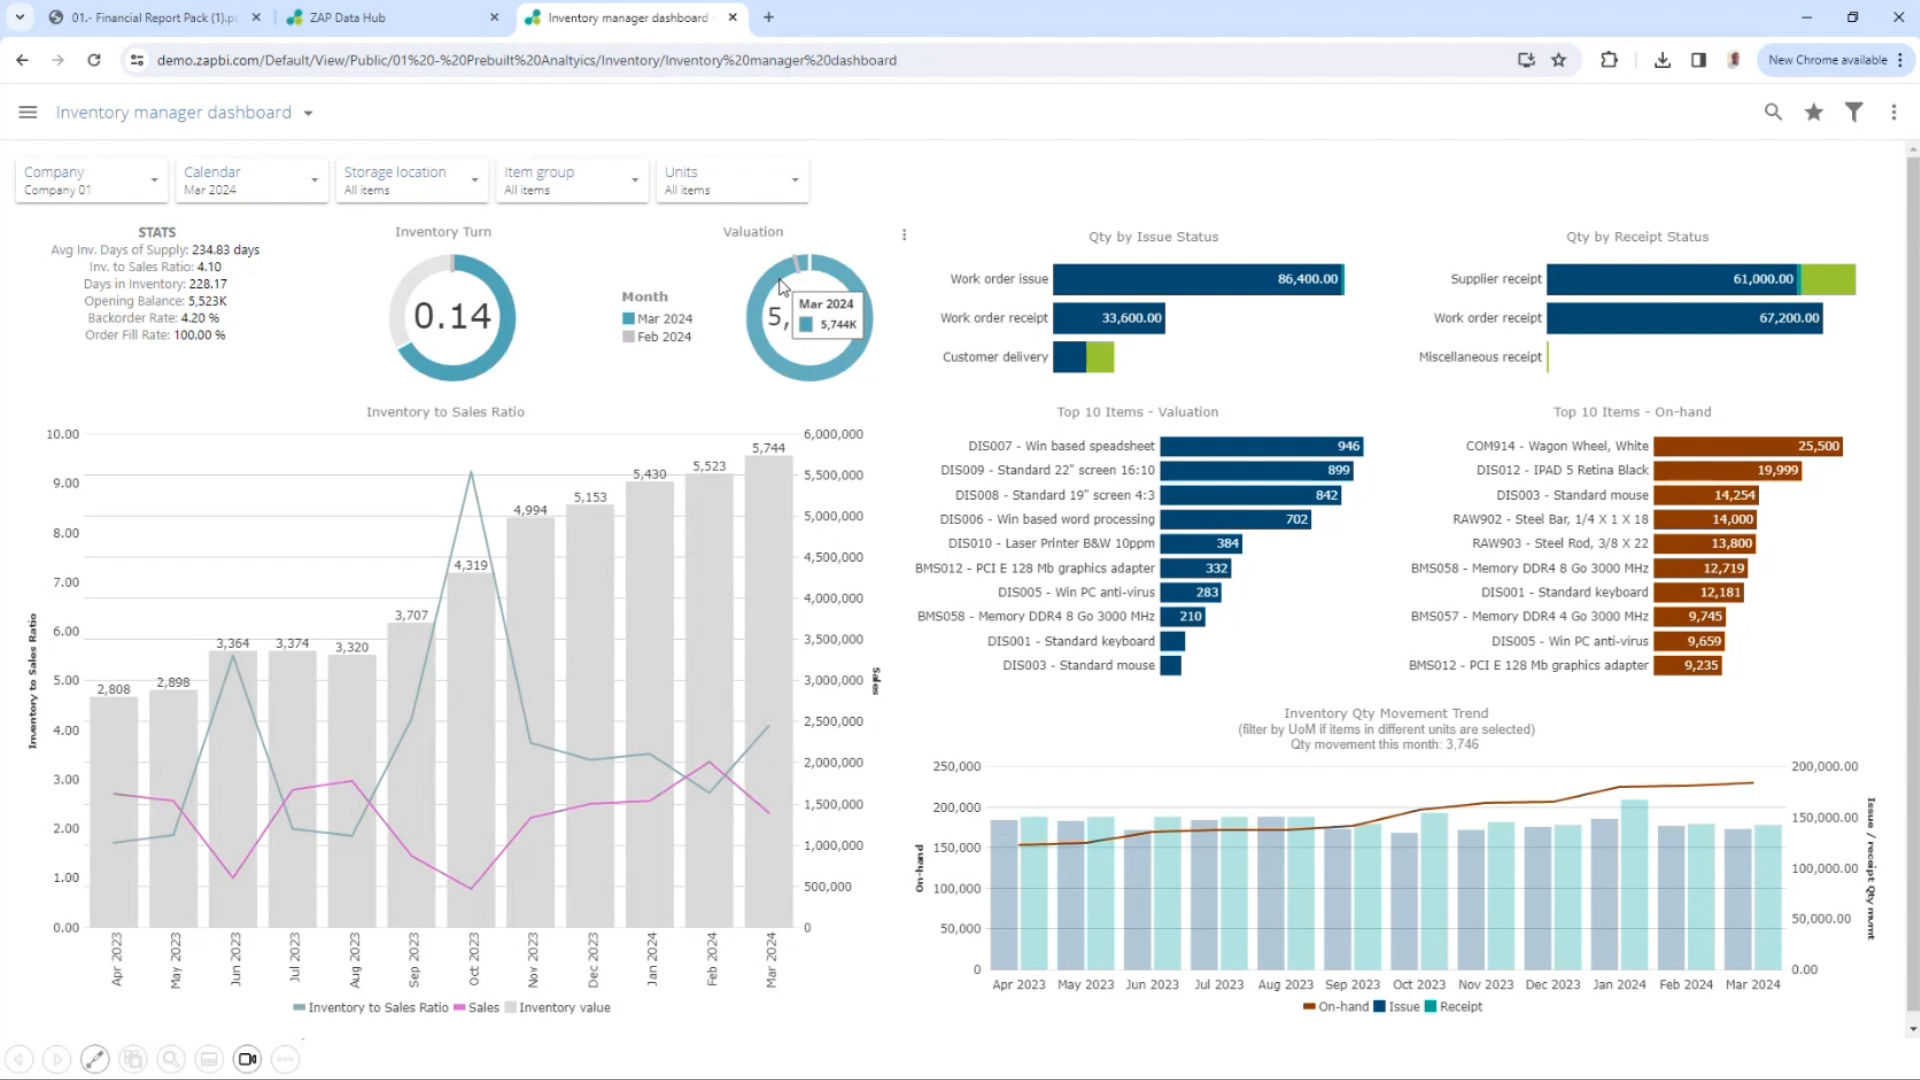 01.- Financial Report Pack (1).p
ZAP Data Hub
Inventory manager dashboard
demo.zapbi.com/Default/View/Public/01%20-%20Prebuilt%20Analtyics/Inventory/Inventory%20manager%20dashboard
New Chrome available
Inventory manager dashboard
Company
Company 01
Calendar
Mar 2024
Storage location
All items
Item group
All items
Units
All items
STATS
Avg Inv. Days of Supply: 234.83 days
Inv. to Sales Ratio: 4.10
Days in Inventory: 228.17
Opening Balance: 5,523K
Backorder Rate: 4.20 %
Order Fill Rate: 100.00 %
Inventory Turn
0.14
Valuation
Month
Mar 2024
Feb 2024
5,
Mar 2024
5,744K
Qty by Issue Status
Work order issue
86,400.00
Work order receipt
33,600.00
Customer delivery
Qty by Receipt Status
Supplier receipt
61,000.00
Work order receipt
67,200.00
Miscellaneous receipt
Inventory to Sales Ratio
10.00
9.00
8.00
7.00
6.00
5.00
4.00
3.00
2.00
1.00
0.00
Inventory to Sales Ratio
2,808
2,898
3,364
3,374
3,320
3,707
4,319
4,994
5,153
5,430
5,523
5,744
6,000,000
5,500,000
5,000,000
4,500,000
4,000,000
3,500,000
3,000,000
2,500,000
2,000,000
1,500,000
1,000,000
500,000
0
Sales
Apr 2023
May 2023
Jun 2023
Jul 2023
Aug 2023
Sep 2023
Oct 2023
Nov 2023
Dec 2023
Jan 2024
Feb 2024
Mar 2024
Inventory to Sales Ratio
Sales
Inventory value
Top 10 Items - Valuation
DIS007 - Win based speadsheet 946
DIS009 - Standard 22" screen 16:10 899
DIS008 - Standard 19" screen 4:3 842
DIS006 - Win based word processing 702
DIS010 - Laser Printer B&W 10ppm 384
BMS012 - PCI E 128 Mb graphics adapter 332
DIS005 - Win PC anti-virus 283
BMS058 - Memory DDR4 8 Go 3000 MHz 210
DIS001 - Standard keyboard
DIS003 - Standard mouse
Top 10 Items - On-hand
COM914 - Wagon Wheel, White 25,500
DIS012 - IPAD 5 Retina Black 19,999
DIS003 - Standard mouse 14,254
RAW902 - Steel Bar, 1/4 X 1 X 18 14,000
RAW903 - Steel Rod, 3/8 X 22 13,800
BMS058 - Memory DDR4 8 Go 3000 MHz 12,719
DIS001 - Standard keyboard 12,181
BMS057 - Memory DDR4 4 Go 3000 MHz 9,745
DIS005 - Win PC anti-virus 9,659
BMS012 - PCI E 128 Mb graphics adapter 9,235
Inventory Qty Movement Trend
(filter by UoM if items in different units are selected)
Qty movement this month: 3,746
250,000
200,000
150,000
100,000
50,000
0
On-hand
200,000.00
150,000.00
100,000.00
50,000.00
0.00
Issue / receipt Qty mvmt
Apr 2023
May 2023
Jun 2023
Jul 2023
Aug 2023
Sep 2023
Oct 2023
Nov 2023
Dec 2023
Jan 2024
Feb 2024
Mar 2024
On-hand
Issue
Receipt